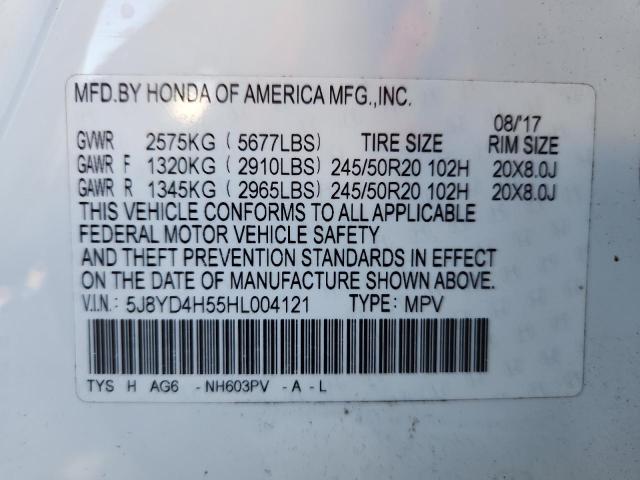 MFD.BY HONDA OF AMERICA MFG.,INC.
08/'17
GVWR 2575KG ( 5677LBS) TIRE SIZE RIM SIZE
GAWR F 1320KG ( 2910LBS) 245/50R20 102H 20X8.0J
GAWR R 1345KG ( 2965LBS) 245/50R20 102H 20X8.0J
THIS VEHICLE CONFORMS TO ALL APPLICABLE
FEDERAL MOTOR VEHICLE SAFETY
AND THEFT PREVENTION STANDARDS IN EFFECT
ON THE DATE OF MANUFACTURE SHOWN ABOVE.
V.I.N.: 5J8YD4H55HL004121 TYPE: MPV
TYS H AG6 - NH603PV - A - L